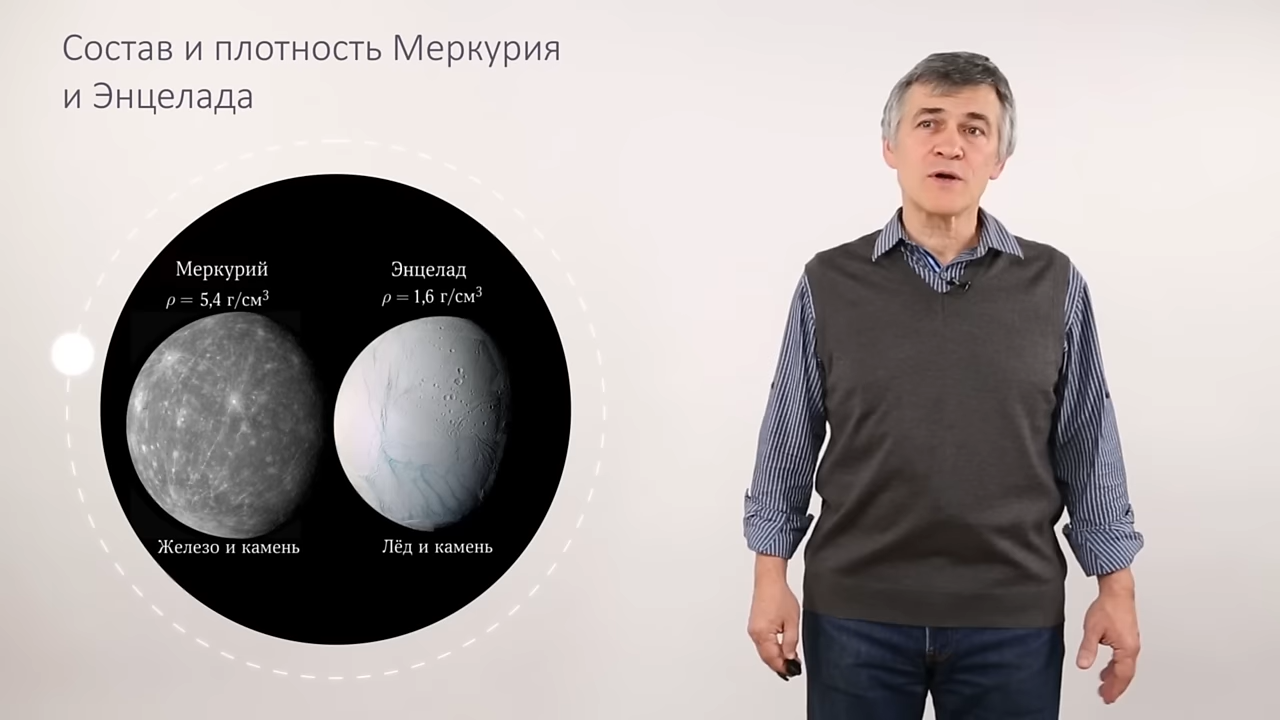 Состав и плотность Меркурия
и Энцелада
Меркурий
ρ = 5,4 г/см³
Энцелад
ρ = 1,6 г/см³
Железо и камень
Лёд и камень